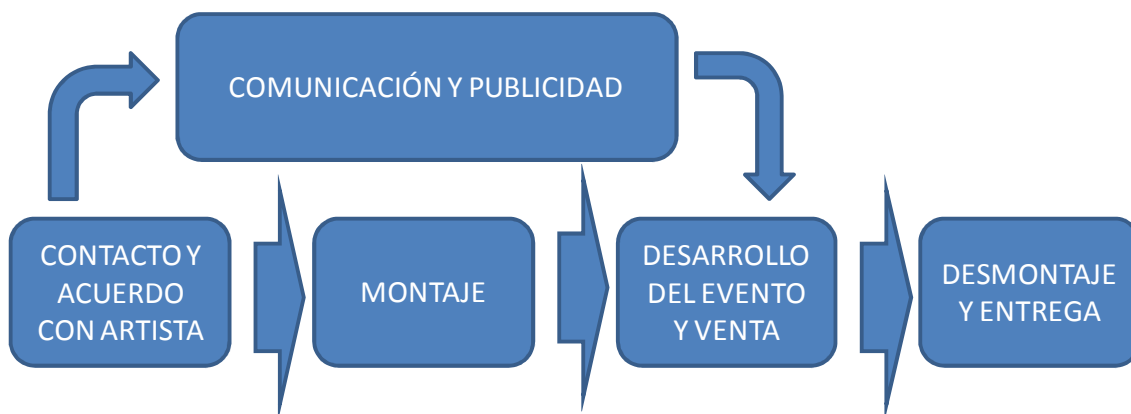 COMUNICACIÓN Y PUBLICIDAD
CONTACTO Y
ACUERDO
CON ARTISTA
MONTAJE
DESARROLLO
DEL EVENTO
Y VENTA
DESMONTAJE
Y ENTREGA